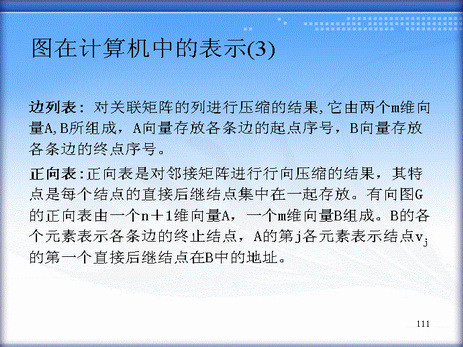 图在计算机中的表示(3)
边列表: 对关联矩阵的列进行压缩的结果,它由两个m维向
量A,B所组成，A向量存放各条边的起点序号，B向量存放
各条边的终点序号。
正向表:正向表是对邻接矩阵进行行向压缩的结果，其特
点是每个结点的直接后继结点集中在一起存放。有向图G
的正向表由一个n＋1维向量A，一个m维向量B组成。B的各
个元素表示各条边的终止结点，A的第j各元素表示结点vj
的第一个直接后继结点在B中的地址。
111